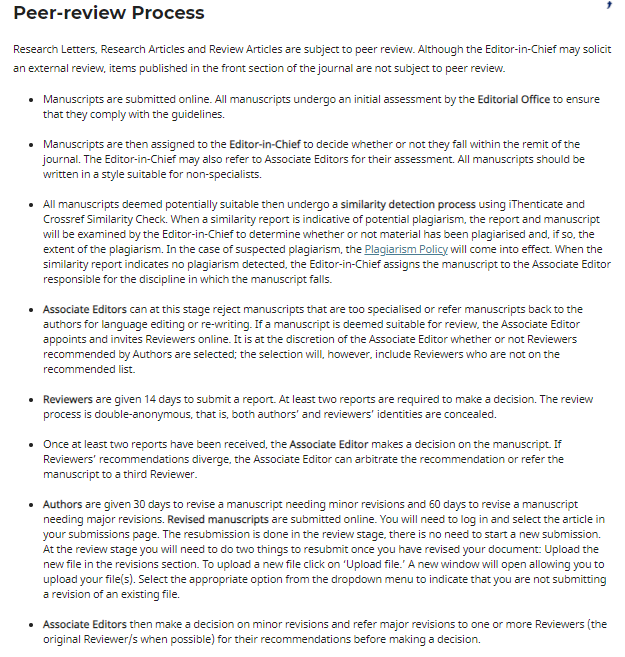 Peer-review Process
Research Letters, Research Articles and Review Articles are subject to peer review. Although the Editor-in-Chief may solicit
an external review, items published in the front section of the journal are not subject to peer review.
• Manuscripts are submitted online. All manuscripts undergo an initial assessment by the Editorial Office to ensure
that they comply with the guidelines.
• Manuscripts are then assigned to the Editor-in-Chief to decide whether or not they fall within the remit of the
journal. The Editor-in-Chief may also refer to Associate Editors for their assessment. All manuscripts should be
written in a style suitable for non-specialists.
• All manuscripts deemed potentially suitable then undergo a similarity detection process using iThenticate and
Crossref Similarity Check. When a similarity report is indicative of potential plagiarism, the report and manuscript
will be examined by the Editor-in-Chief to determine whether or not material has been plagiarised and, if so, the
extent of the plagiarism. In the case of suspected plagiarism, the Plagiarism Policy will come into effect. When the
similarity report indicates no plagiarism detected, the Editor-in-Chief assigns the manuscript to the Associate Editor
responsible for the discipline in which the manuscript falls.
• Associate Editors can at this stage reject manuscripts that are too specialised or refer manuscripts back to the
authors for language editing or re-writing. If a manuscript is deemed suitable for review, the Associate Editor
appoints and invites Reviewers online. It is at the discretion of the Associate Editor whether or not Reviewers
recommended by Authors are selected; the selection will, however, include Reviewers who are not on the
recommended list.
• Reviewers are given 14 days to submit a report. At least two reports are required to make a decision. The review
process is double-anonymous, that is, both authors' and reviewers' identities are concealed.
• Once at least two reports have been received, the Associate Editor makes a decision on the manuscript. If
Reviewers' recommendations diverge, the Associate Editor can arbitrate the recommendation or refer the
manuscript to a third Reviewer.
• Authors are given 30 days to revise a manuscript needing minor revisions and 60 days to revise a manuscript
needing major revisions. Revised manuscripts are submitted online. You will need to log in and select the article in
your submissions page. The resubmission is done in the review stage, there is no need to start a new submission.
At the review stage you will need to do two things to resubmit once you have revised your document: Upload the
new file in the revisions section. To upload a new file click on 'Upload file.' A new window will open allowing you to
upload your file(s). Select the appropriate option from the dropdown menu to indicate that you are not submitting
a revision of an existing file.
• Associate Editors then make a decision on minor revisions and refer major revisions to one or more Reviewers (the
original Reviewer/s when possible) for their recommendations before making a decision.